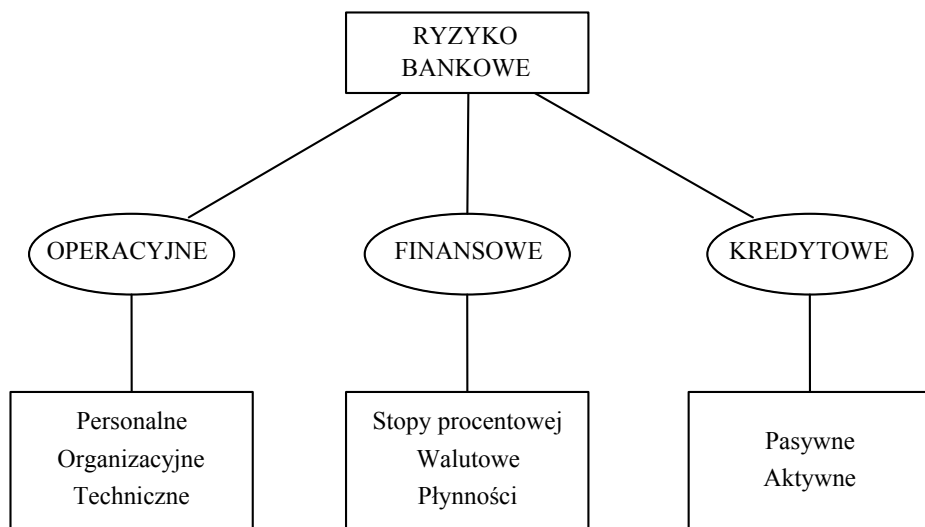 RYZYKO
BANKOWE
OPERACYJNE
FINANSOWE
KREDYTOWE
Personalne
Organizacyjne
Techniczne
Stopy procentowej
Walutowe
Płynności
Pasywne
Aktywne